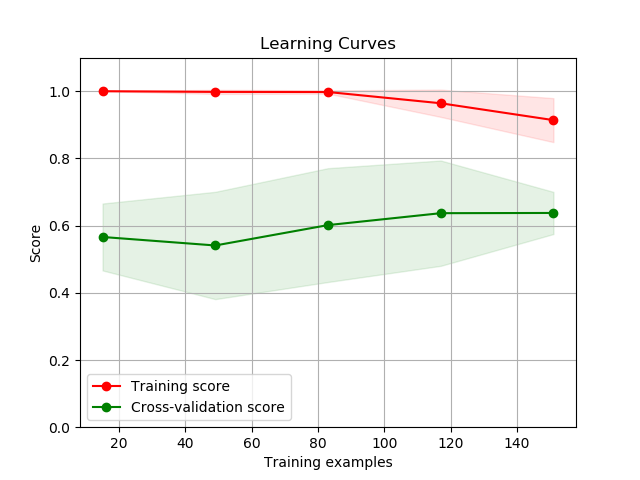 Learning Curves
1.0
0.8
0.6
0.4
0.2
0.0
Score
Training score
Cross-validation score
20 40 60 80 100 120 140
Training examples